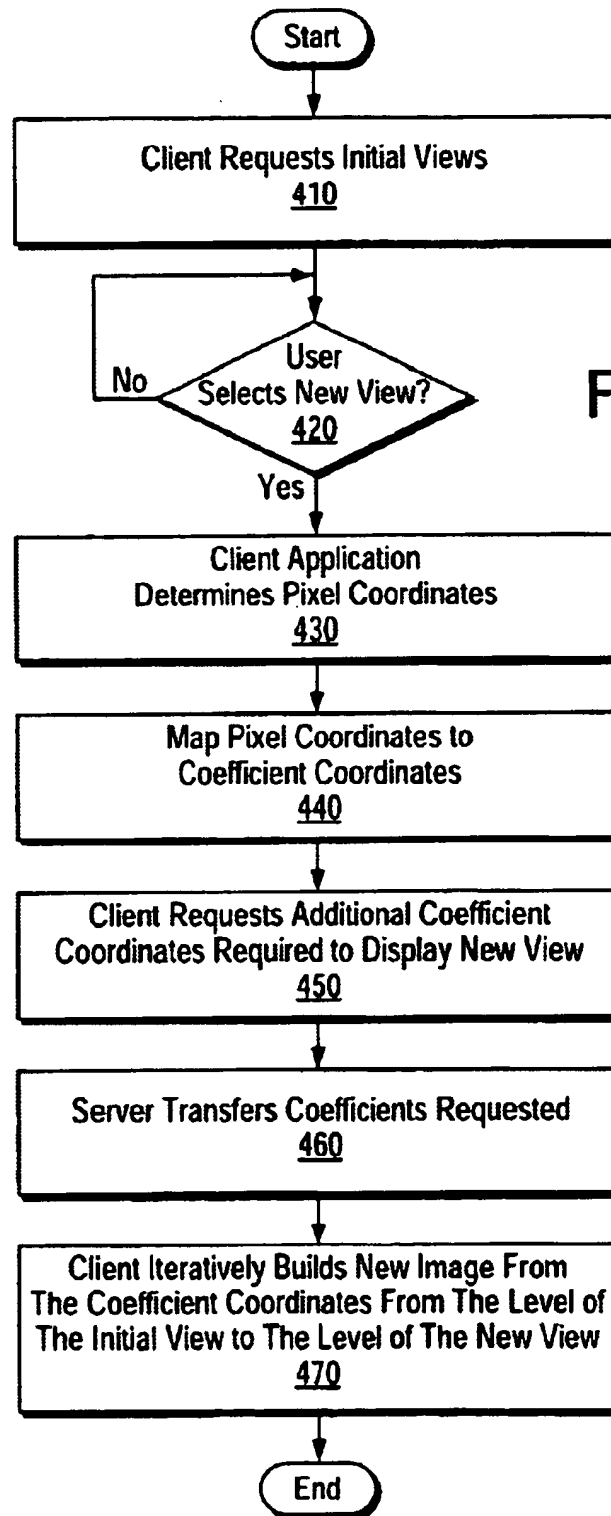 Start
Client Requests Initial Views
410
User
Selects New View?
420
No
Yes
Client Application
Determines Pixel Coordinates
430
Map Pixel Coordinates to
Coefficient Coordinates
440
Client Requests Additional Coefficient
Coordinates Required to Display New View
450
Server Transfers Coefficients Requested
460
Client Iteratively Builds New Image From
The Coefficient Coordinates From The Level of
The Initial View to The Level of The New View
470
End